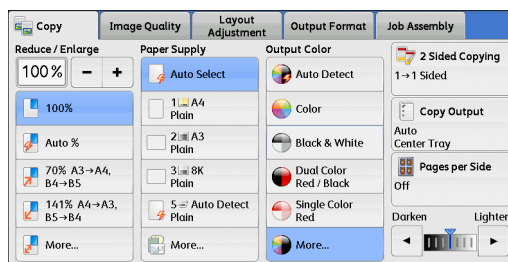 Copy
Image Quality
Layout
Adjustment
Output Format
Job Assembly
Reduce / Enlarge
100 %
−
+
100%
Auto %
70% A3→A4,
B4→B5
141% A4→A3,
B5→B4
More...
Paper Supply
Auto Select
1 A4
Plain
2 A3
Plain
3 8K
Plain
5 Auto Detect
Plain
More...
Output Color
Auto Detect
Color
Black & White
Dual Color
Red / Black
Single Color
Red
More...
2 Sided Copying
1→1 Sided
Copy Output
Auto
Center Tray
Pages per Side
Off
Darken
Lighten